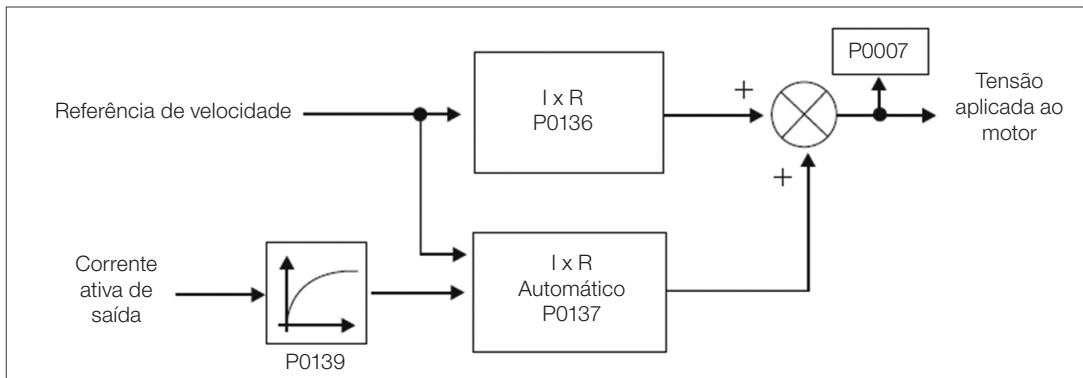 P0007
Referência de velocidade
I x R
P0136
+
Tensão
aplicada ao
motor
+
Corrente
ativa de
saída
P0139
I x R
Automático
P0137